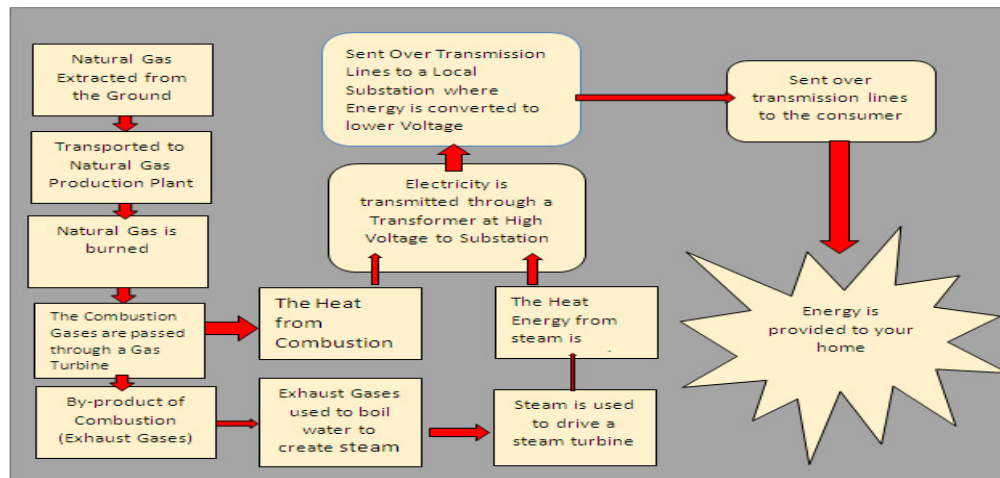 Natural Gas
Extracted from
the Ground
Transported to
Natural Gas
Production Plant
Natural Gas is
burned
The Combustion
Gases are passed
through a Gas
Turbine
By-product of
Combustion
(Exhaust Gases)
The Heat
from
Combustion
Exhaust Gases
used to boil
water to
create steam
Steam is used
to drive a
steam turbine
The Heat
Energy from
steam is
Electricity is
transmitted through a
Transformer at High
Voltage to Substation
Sent Over Transmission
Lines to a Local
Substation where
Energy is converted to
lower Voltage
Sent over
transmission lines
to the consumer
Energy is
provided to your
home